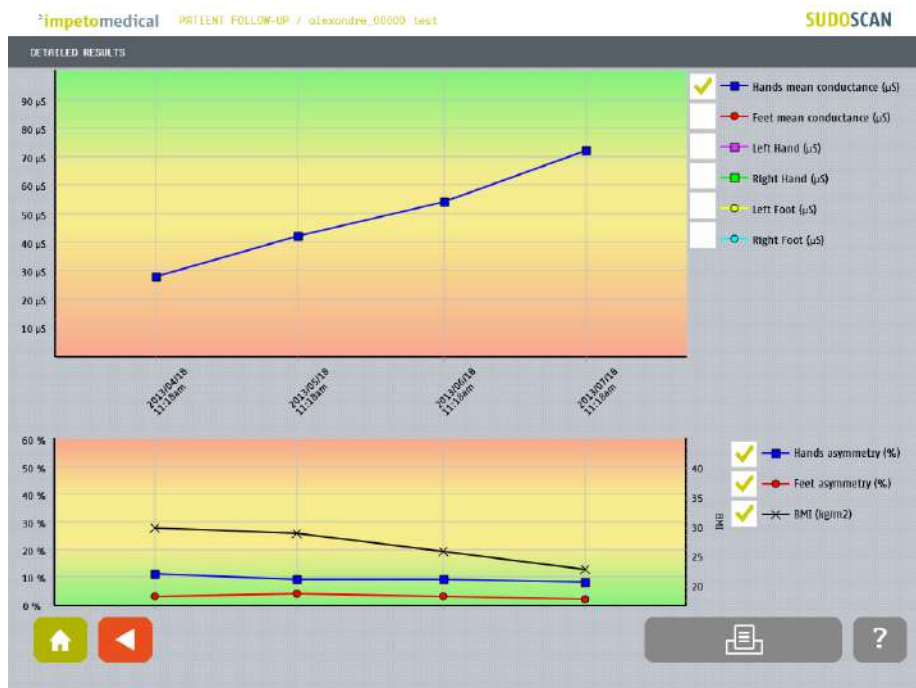 impetomedical PATIENT FOLLOW-UP / alexandre_00000 test SUDOSCAN
DETAILED RESULTS
90 µS
80 µS
70 µS
60 µS
50 µS
40 µS
30 µS
20 µS
10 µS
Hands mean conductance (µS)
Feet mean conductance (µS)
Left Hand (µS)
Right Hand (µS)
Left Foot (µS)
Right Foot (µS)
2013/04/18
11:18am
2013/05/18
11:18am
2013/06/18
11:18am
2013/07/18
11:18am
60 %
50 %
40 %
30 %
20 %
10 %
0 %
40
35
30
25
20
BMI
Hands asymmetry (%)
Feet asymmetry (%)
BMI (kg/m2)
?